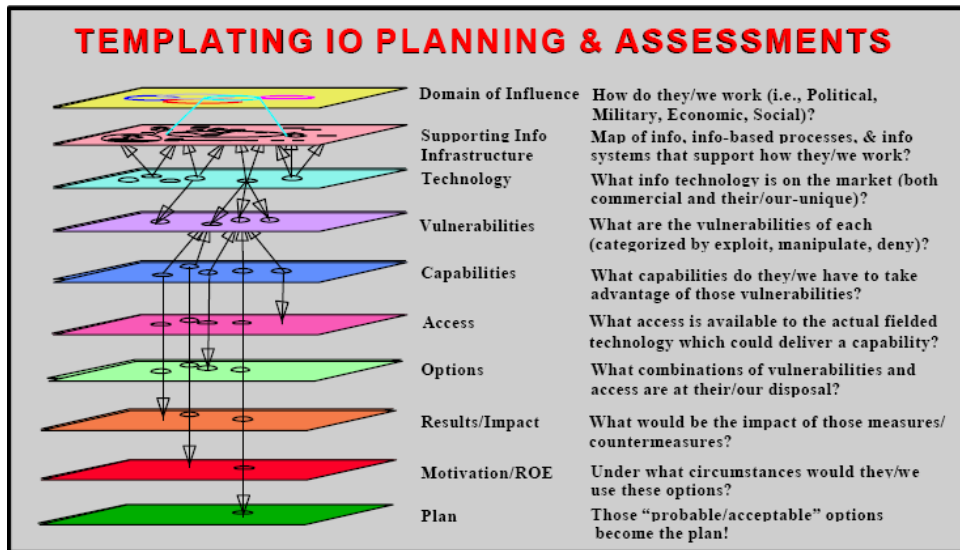 TEMPLATING IO PLANNING & ASSESSMENTS
Domain of Influence
How do they/we work (i.e., Political,
Military, Economic, Social)?
Supporting Info
Infrastructure
Map of info, info-based processes, & info
systems that support how they/we work?
Technology
What info technology is on the market (both
commercial and their/our-unique)?
Vulnerabilities
What are the vulnerabilities of each
(categorized by exploit, manipulate, deny)?
Capabilities
What capabilities do they/we have to take
advantage of those vulnerabilities?
Access
What access is available to the actual fielded
technology which could deliver a capability?
Options
What combinations of vulnerabilities and
access are at their/our disposal?
Results/Impact
What would be the impact of those measures/
countermeasures?
Motivation/ROE
Under what circumstances would they/we
use these options?
Plan
Those “probable/acceptable” options
become the plan!